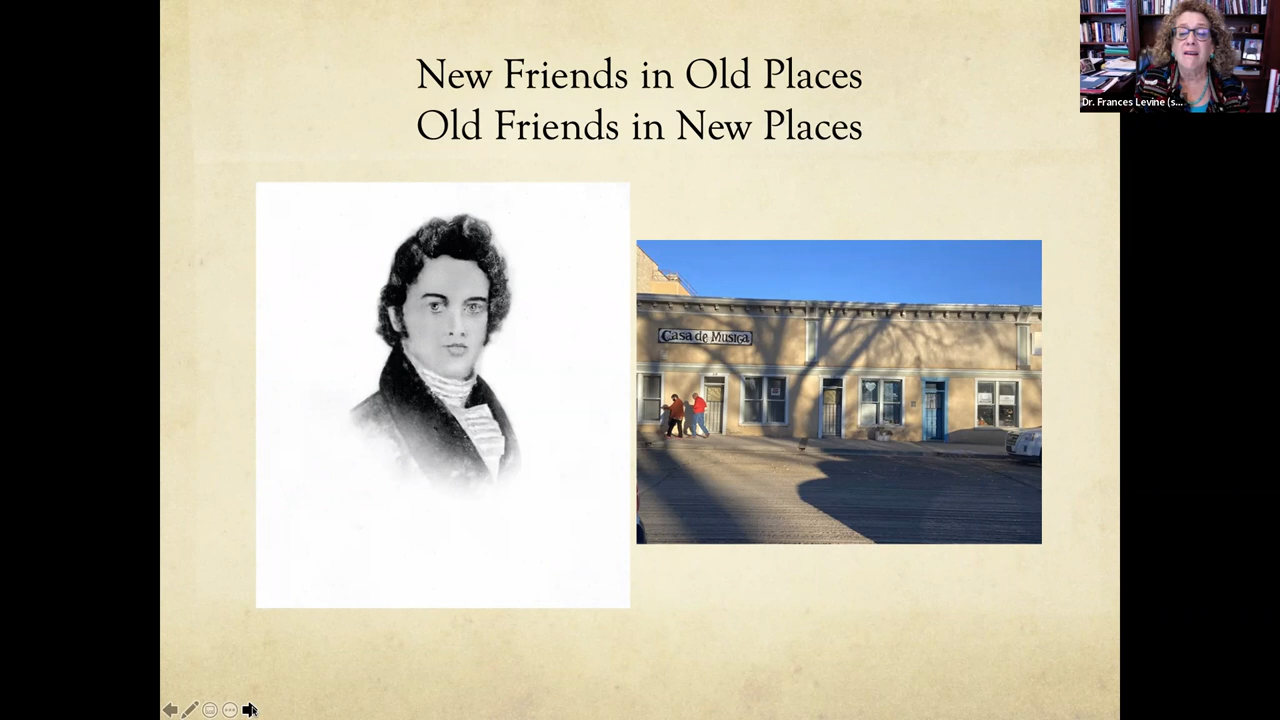 New Friends in Old Places
Old Friends in New Places
Dr. Frances Levine (s...
Casa de Musica